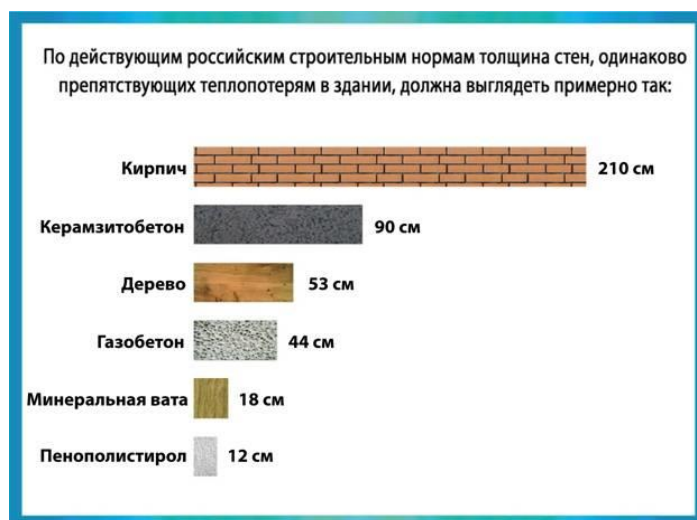 По действующим российским строительным нормам толщина стен, одинаково
препятствующих теплопотерям в здании, должна выглядеть примерно так:
Кирпич 210 см
Керамзитобетон 90 см
Дерево 53 см
Газобетон 44 см
Минеральная вата 18 см
Пенополистирол 12 см